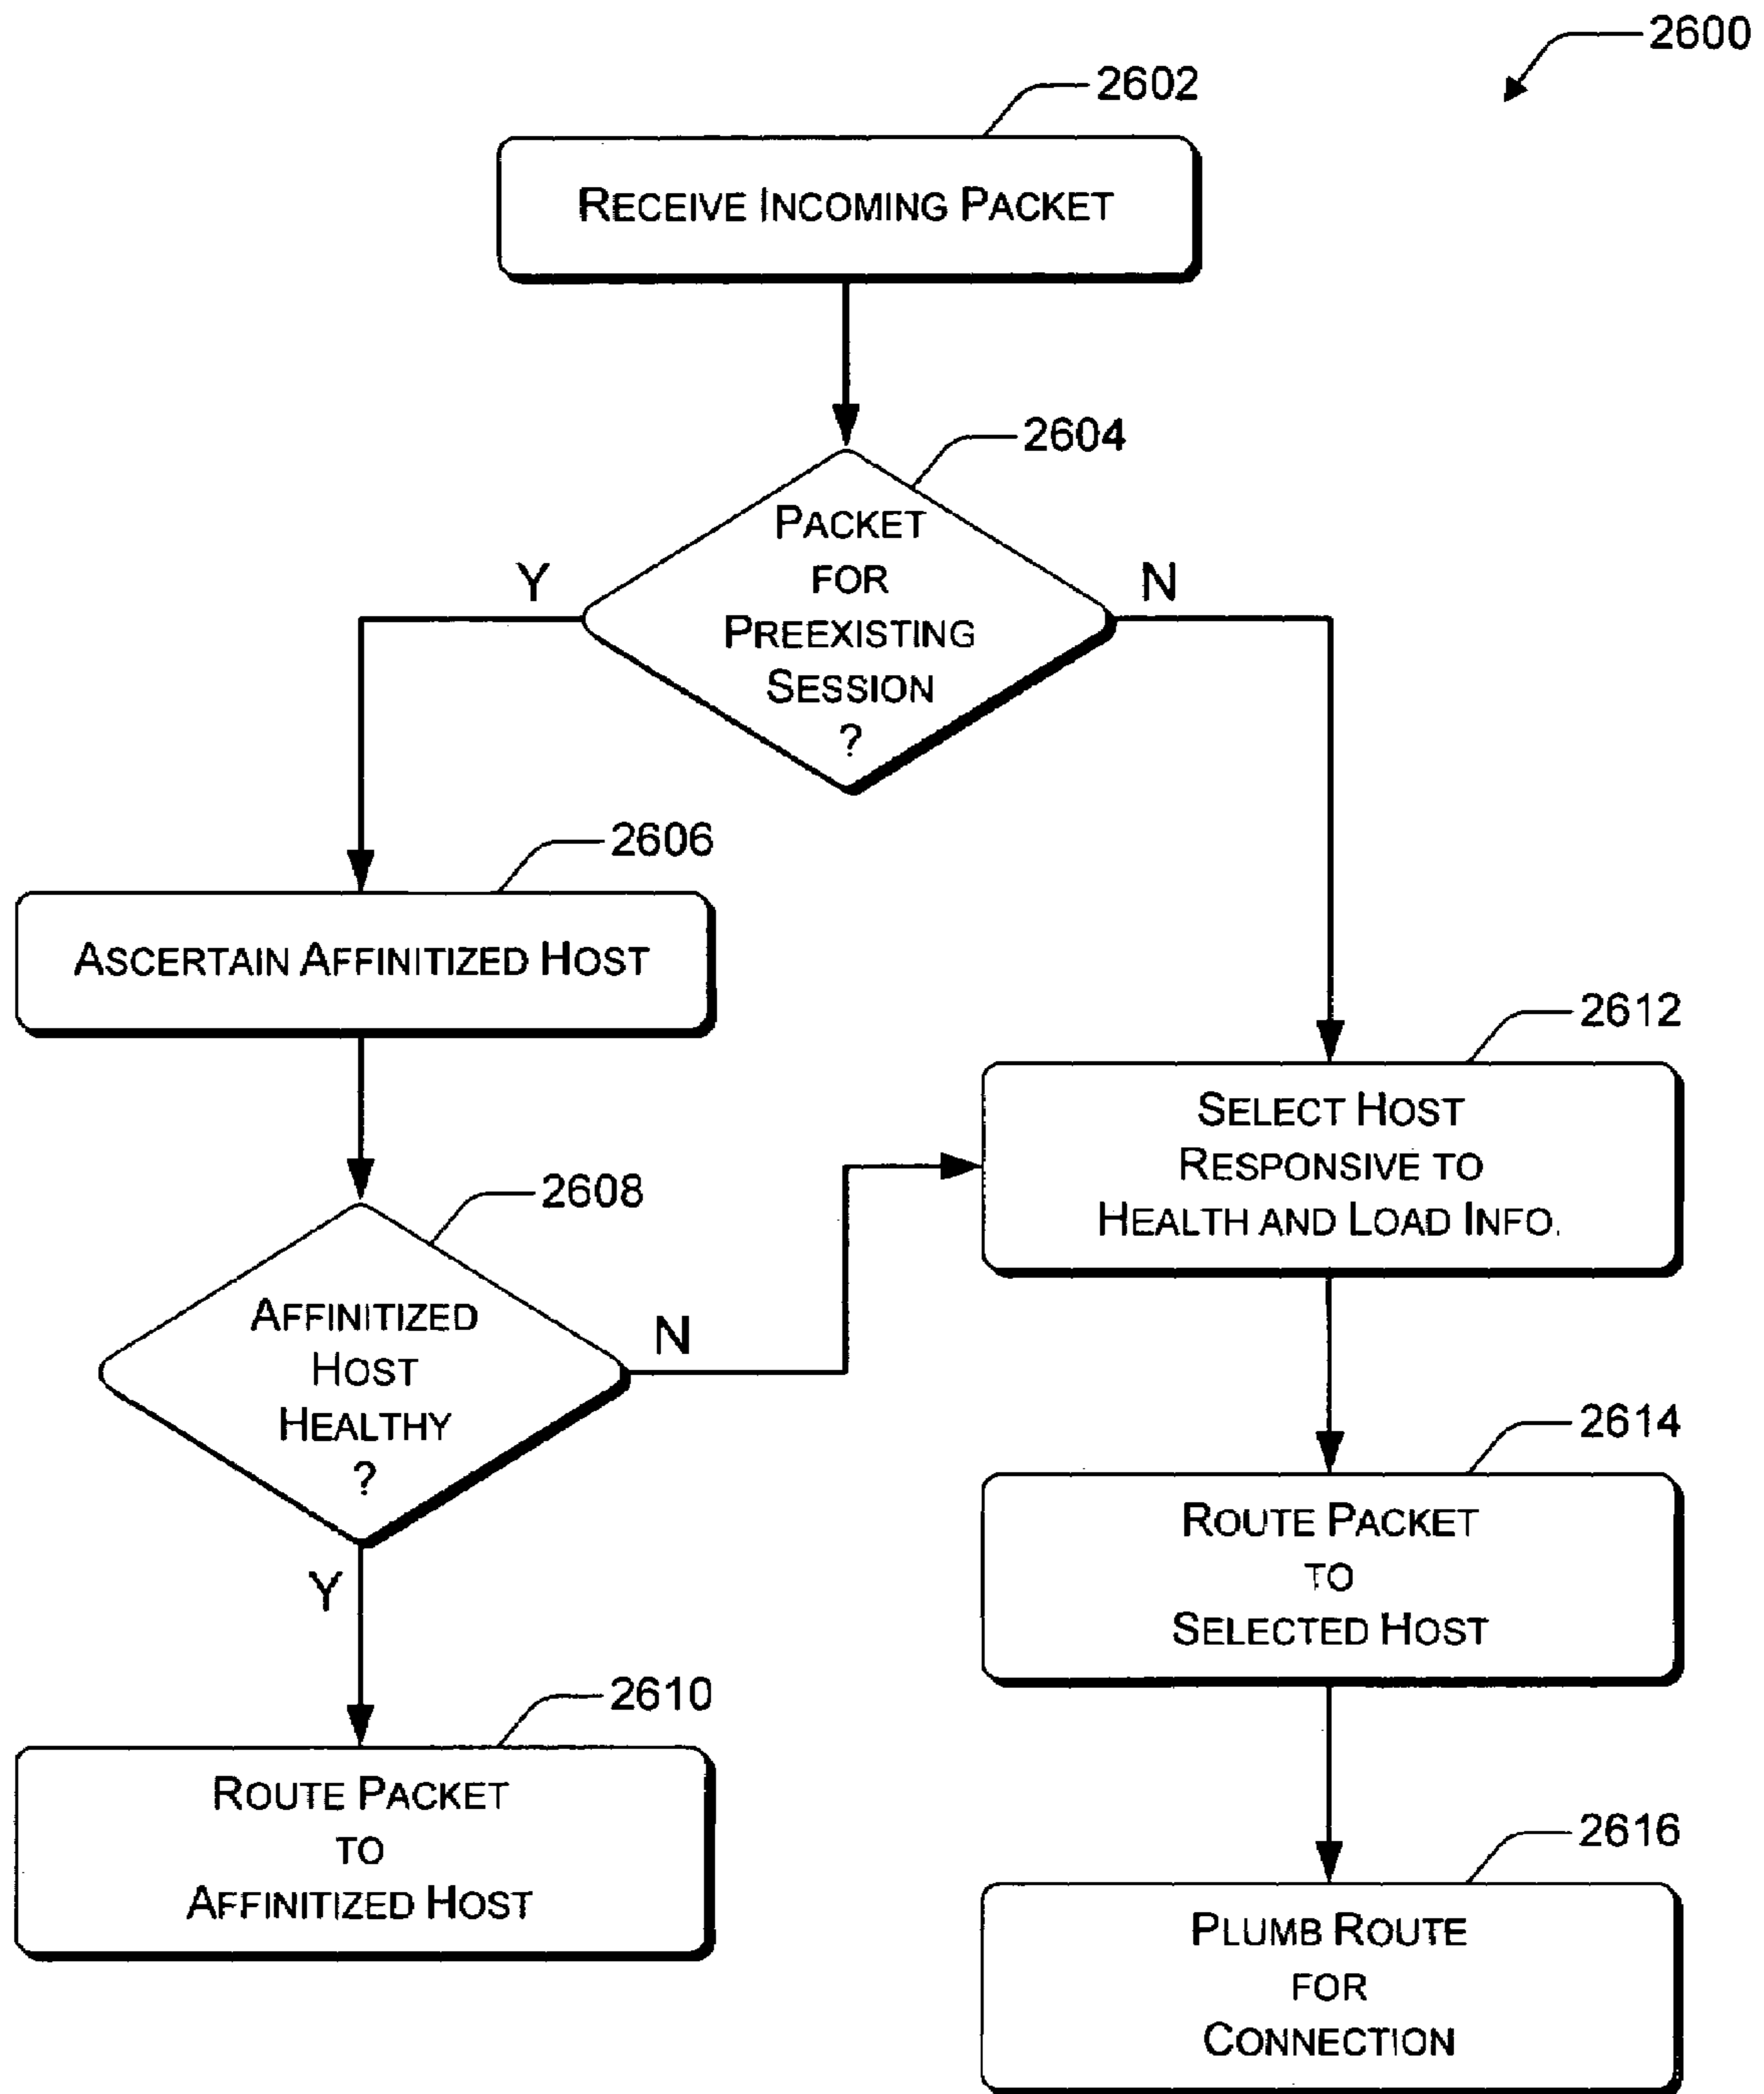 2600
2602
RECEIVE INCOMING PACKET
2604
PACKET
FOR
PREEXISTING
SESSION
?
Y
N
2606
ASCERTAIN AFFINITIZED HOST
2608
AFFINITIZED
HOST
HEALTHY
?
N
Y
2610
ROUTE PACKET
TO
AFFINITIZED HOST
2612
SELECT HOST
RESPONSIVE TO
HEALTH AND LOAD INFO.
2614
ROUTE PACKET
TO
SELECTED HOST
2616
PLUMB ROUTE
FOR
CONNECTION